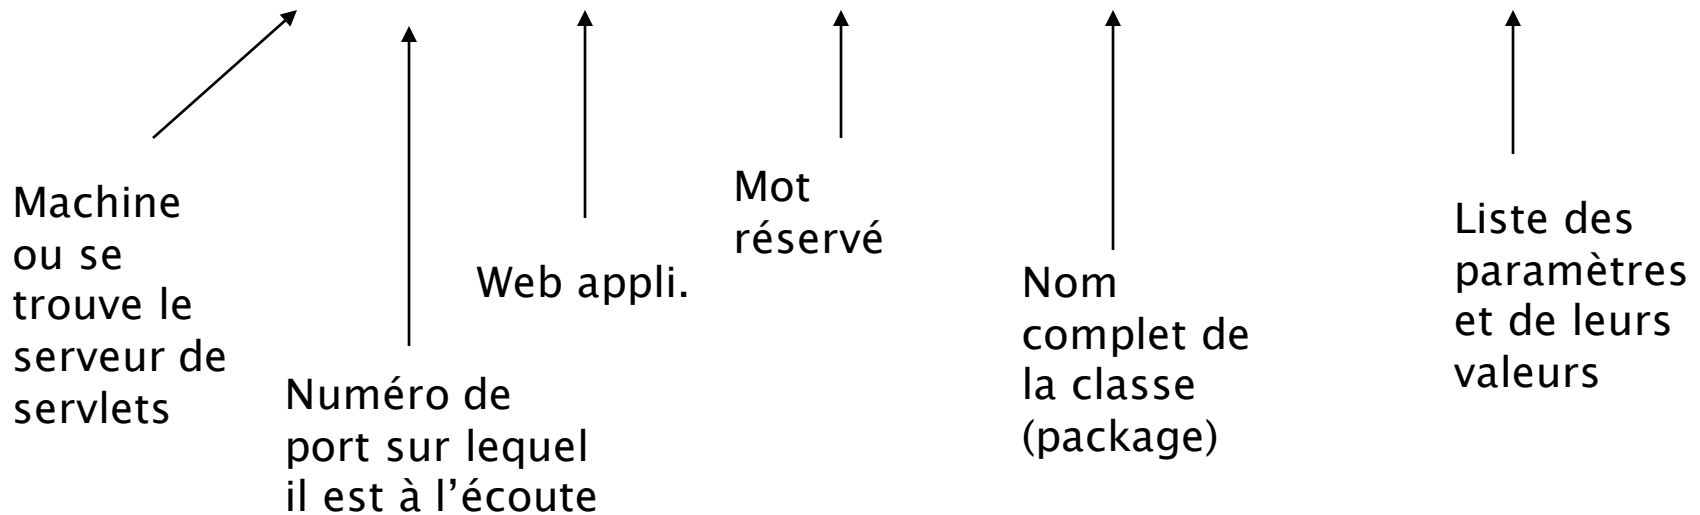 Machine
ou se
trouve le
serveur de
servlets
Numéro de
port sur lequel
il est à l’écoute
Web appli.
Mot
réservé
Nom
complet de
la classe
(package)
Liste des
paramètres
et de leurs
valeurs